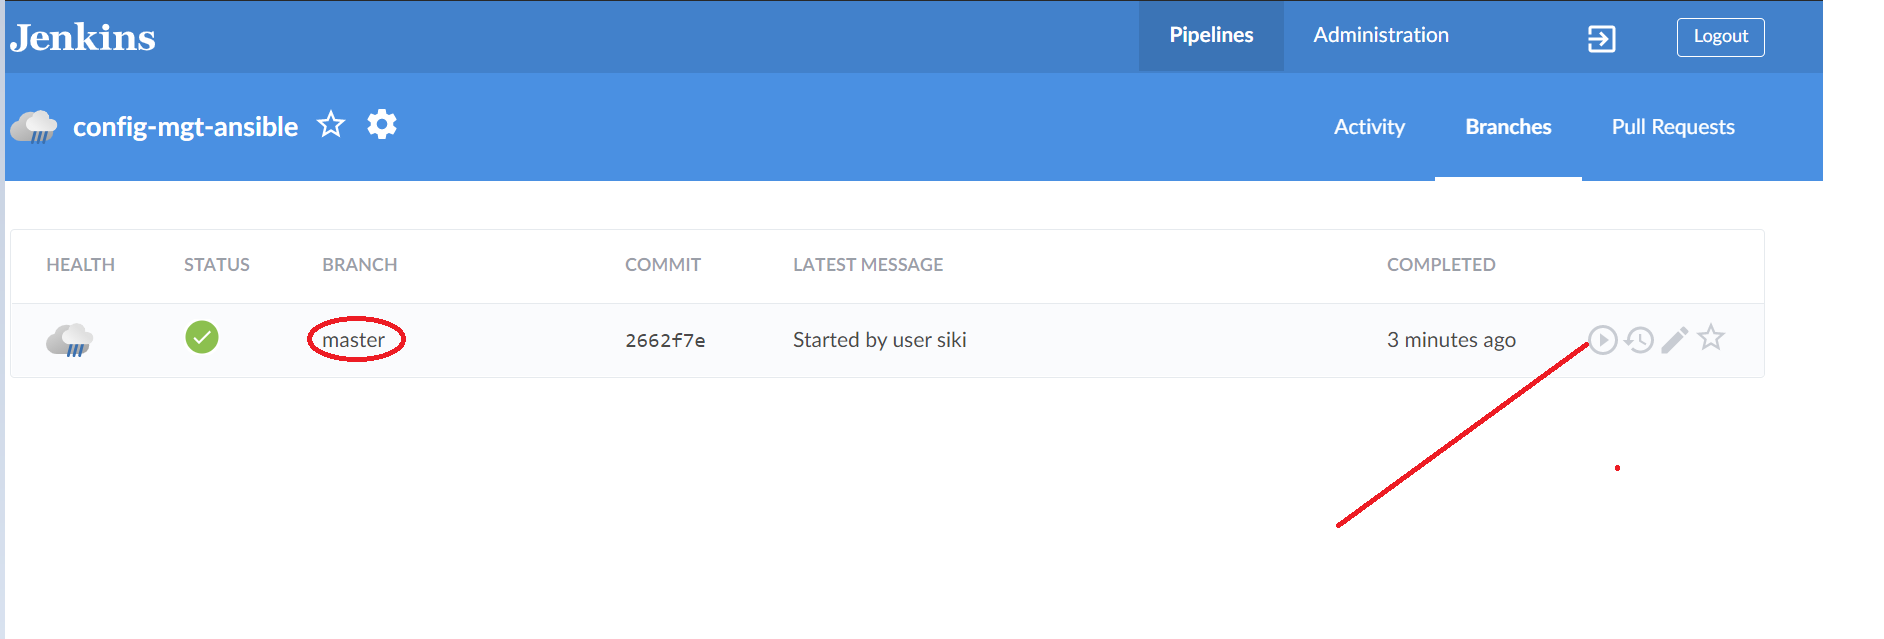 Jenkins Pipelines Administration Logout
config-mgt-ansible Activity Branches Pull Requests
HEALTH STATUS BRANCH COMMIT LATEST MESSAGE COMPLETED
master 2662f7e Started by user siki 3 minutes ago